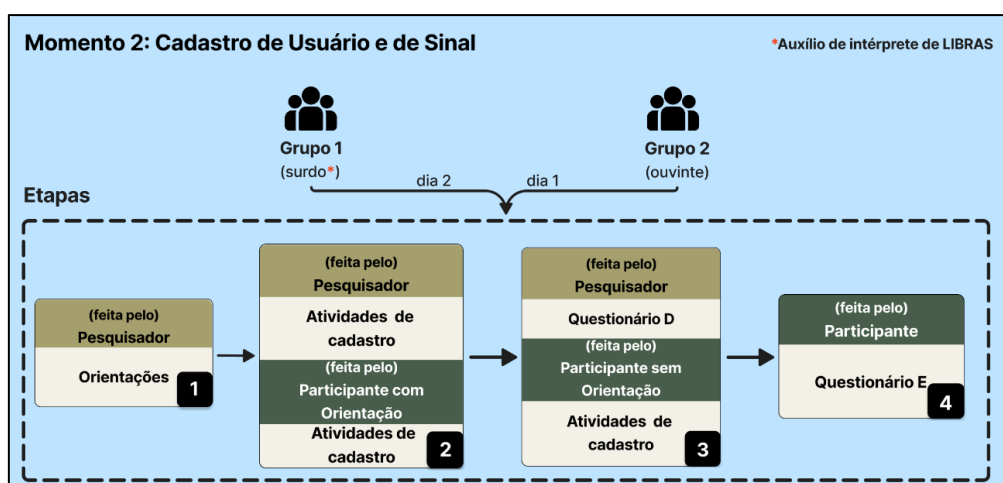 Momento 2: Cadastro de Usuário e de Sinal
*Auxílio de intérprete de LIBRAS
Grupo 1
(surdo*)
Grupo 2
(ouvinte)
dia 2
dia 1
Etapas
(feita pelo)
Pesquisador
Orientações
1
(feita pelo)
Pesquisador
Atividades de
cadastro
(feita pelo)
Participante com
Orientação
Atividades de
cadastro
2
(feita pelo)
Pesquisador
Questionário D
(feita pelo)
Participante sem
Orientação
Atividades de
cadastro
3
(feita pelo)
Participante
Questionário E
4